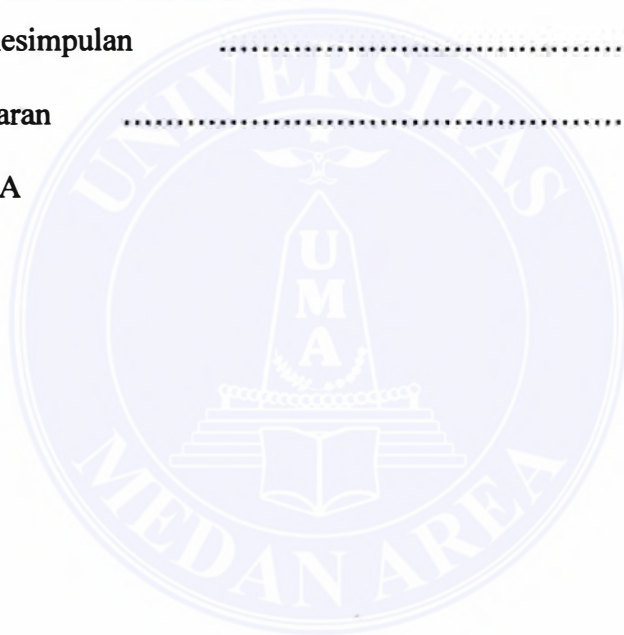 esimpulan ..........................................................
aran ..........................................................
A
UNIVERSITAS
U
M
A
MEDAN AREA